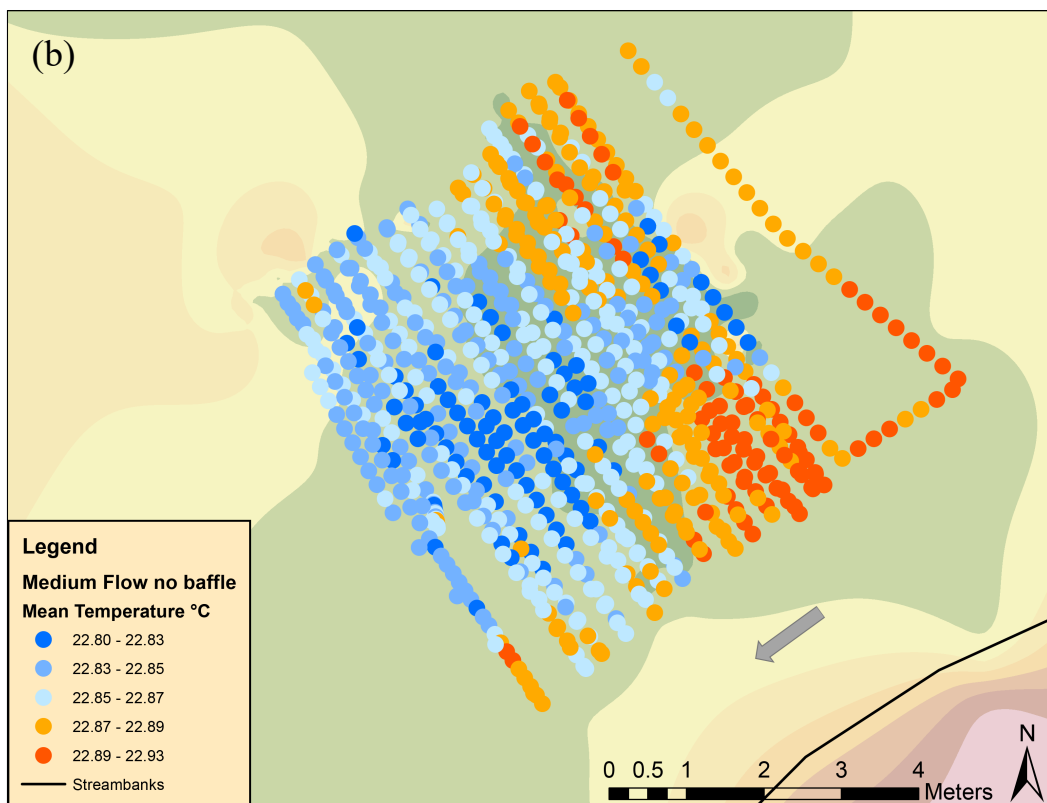 (b)
Legend
Medium Flow no baffle
Mean Temperature °C
22.80 - 22.83
22.83 - 22.85
22.85 - 22.87
22.87 - 22.89
22.89 - 22.93
Streambanks
N
0 0.5 1 2 3 4
Meters